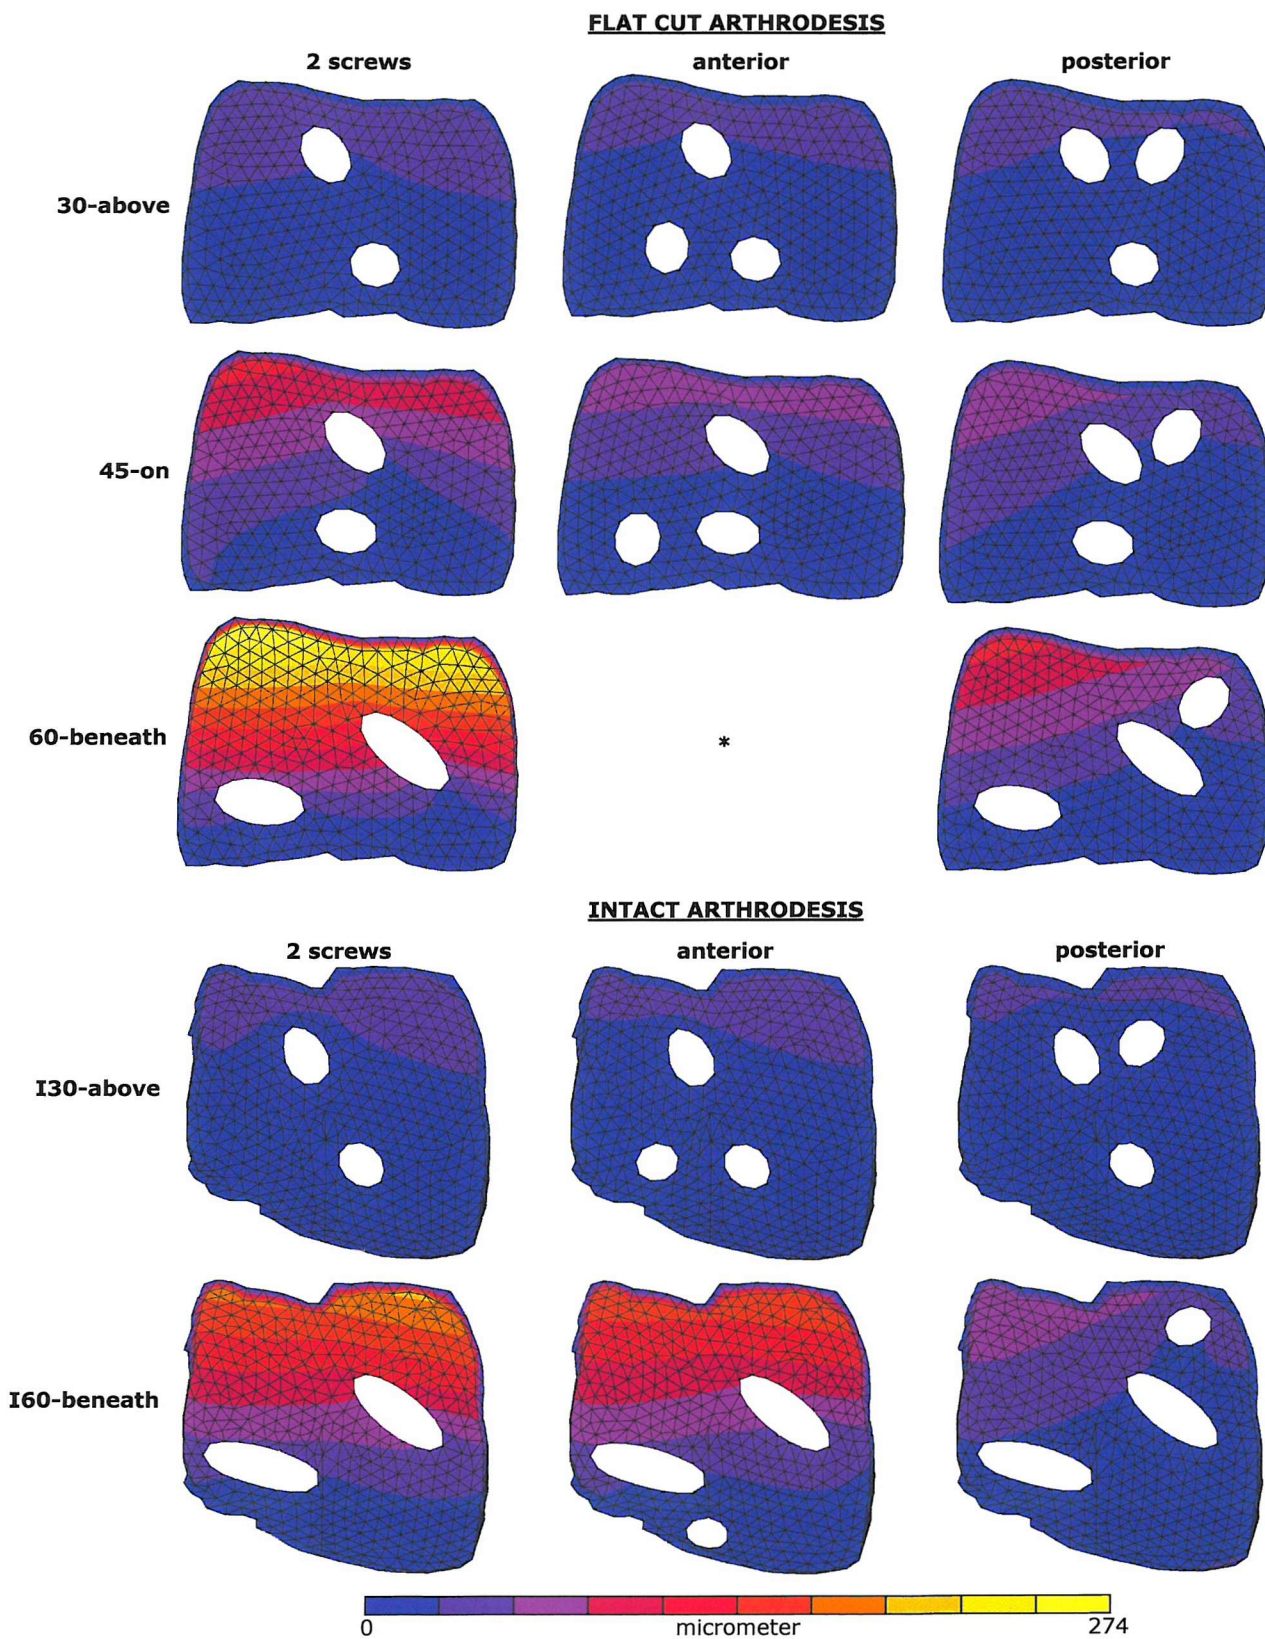 FLAT CUT ARTHRODESIS
2 screws anterior posterior
30-above
45-on
60-beneath
*
INTACT ARTHRODESIS
2 screws anterior posterior
I30-above
I60-beneath
0 micrometer 274